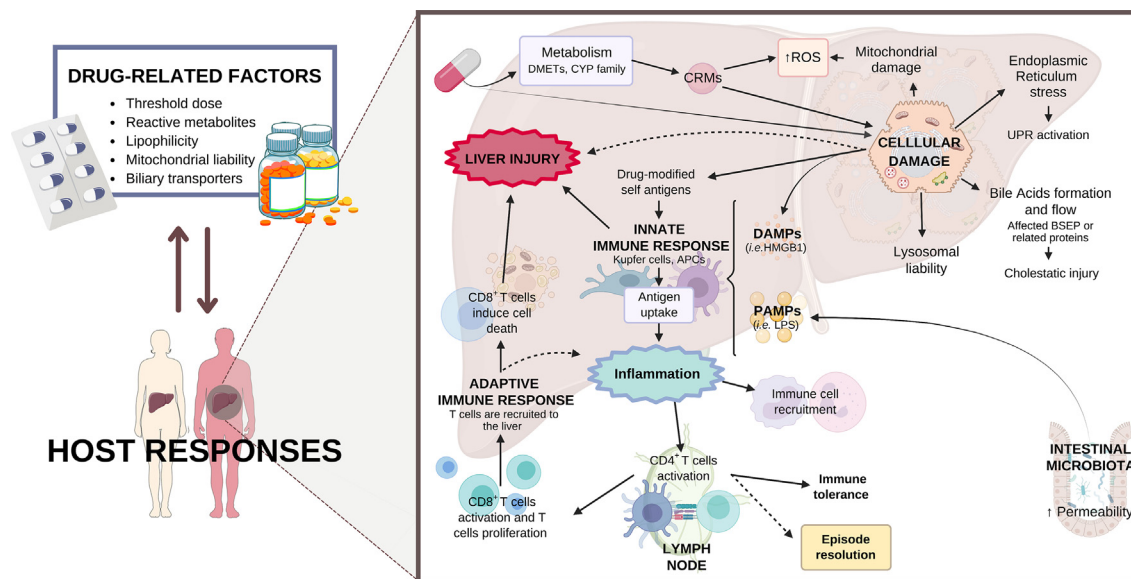 DRUG-RELATED FACTORS
• Threshold dose
• Reactive metabolites
• Lipophilicity
• Mitochondrial liability
• Biliary transporters
HOST RESPONSES
Metabolism
DMETs, CYP family
CRMs
↑ROS
Mitochondrial
damage
Endoplasmic
Reticulum
stress
UPR activation
CELLLULAR
DAMAGE
LIVER INJURY
Drug-modified
self antigens
Bile Acids formation
and flow
Affected BSEP or
related proteins
Cholestatic injury
Lysosomal
liability
INNATE
IMMUNE RESPONSE
Kupfer cells, APCs
DAMPs
(i.e.HMGB1)
Antigen
uptake
PAMPs
(i.e. LPS)
CD8+ T cells
induce cell
death
Inflammation
ADAPTIVE
IMMUNE RESPONSE
T cells are recruited to
the liver
Immune cell
recruitment
CD8+ T cells
activation and T
cells proliferation
CD4+ T cells
activation
Immune
tolerance
Episode
resolution
LYMPH
NODE
INTESTINAL
MICROBIOTA
↑ Permeability